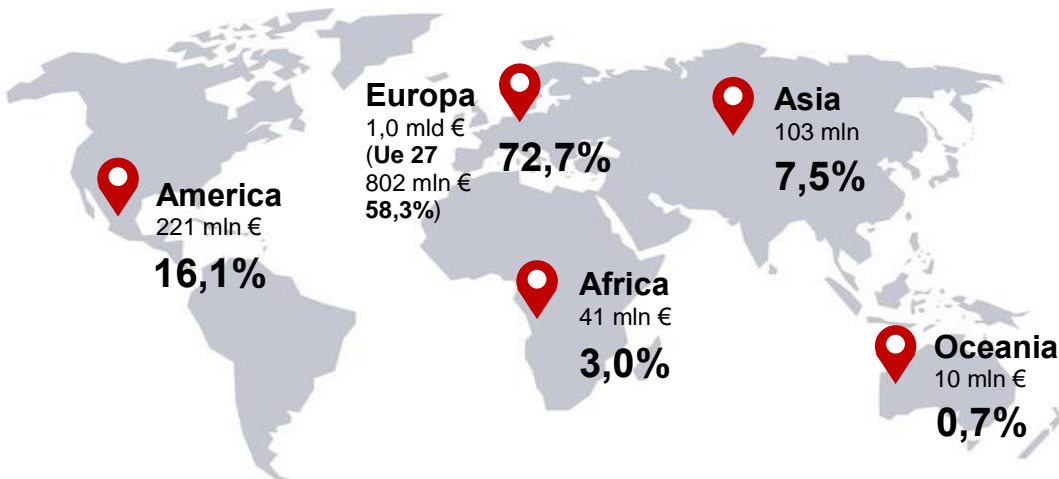 Europa
1,0 mld €
(Ue 27
802 mln €
58,3%)
72,7%
Asia
103 mln
7,5%
America
221 mln €
16,1%
Africa
41 mln €
3,0%
Oceania
10 mln €
0,7%